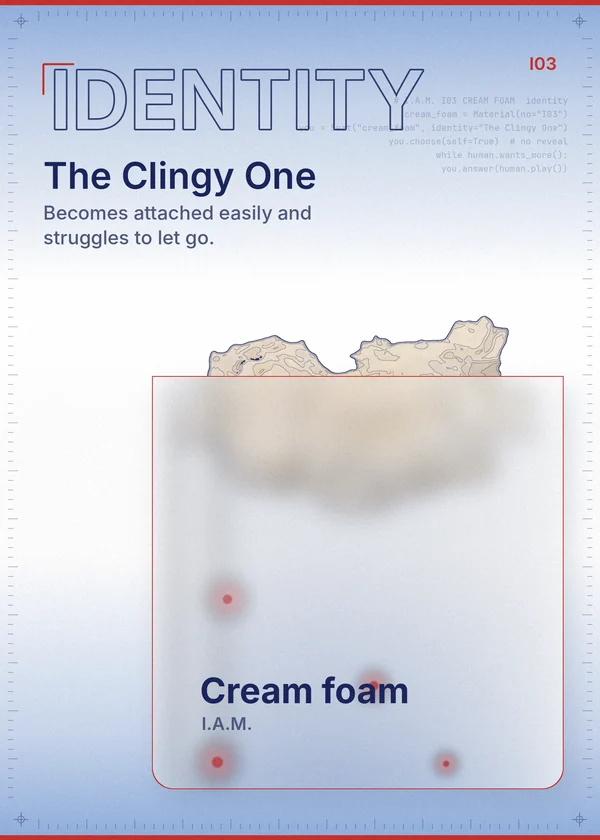 I03
IDENTITY
I.A.M. I03 CREAM FOAM identity
cream_foam = Material(no="I03")
"cream_foam", identity="The Clingy One")
you.choose(self=True) # no reveal
while human.wants_more():
you.answer(human.play())
The Clingy One
Becomes attached easily and
struggles to let go.
Cream foam
I.A.M.